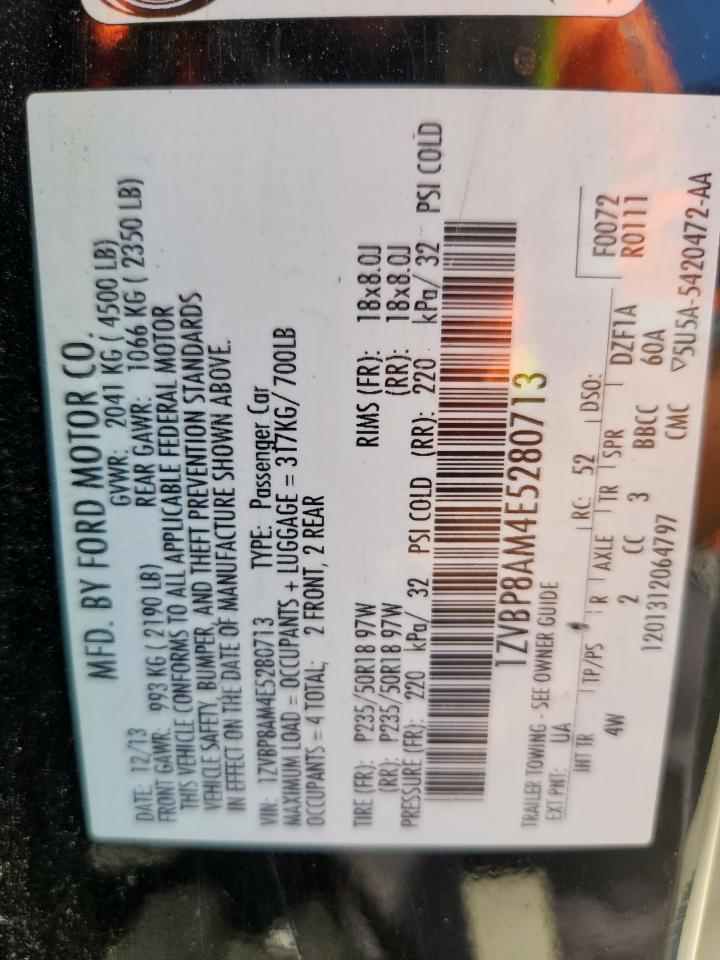 MFD. BY FORD MOTOR CO.
DATE: 12/13 GVWR: 2041 KG ( 4500 LB)
FRONT GAWR: 993 KG ( 2190 LB) REAR GAWR: 1066 KG ( 2350 LB)
THIS VEHICLE CONFORMS TO ALL APPLICABLE FEDERAL MOTOR
VEHICLE SAFETY, BUMPER, AND THEFT PREVENTION STANDARDS
IN EFFECT ON THE DATE OF MANUFACTURE SHOWN ABOVE.
VIN: 1ZVBP8AM4E5280713 TYPE: Passenger Car
MAXIMUM LOAD = OCCUPANTS + LUGGAGE = 317KG/ 700LB
OCCUPANTS = 4 TOTAL; 2 FRONT, 2 REAR
TIRE (FR): P235/50R18 97W RIMS (FR): 18x8.0J
(RR): P235/50R18 97W (RR): 18x8.0J
PRESSURE (FR): 220 kPa/ 32 PSI COLD (RR): 220 kPa/ 32 PSI COLD
1ZVBP8AM4E5280713
TRAILER TOWING - SEE OWNER GUIDE
EXT PNT: UA RC: 52 DSO: F0072
R0111
INT TR TP/PS R AXLE TR SPR
4W 2 CC 3 BBCC DZF1A
60A
1201312064797 CMC ▽5U5A-5420472-AA